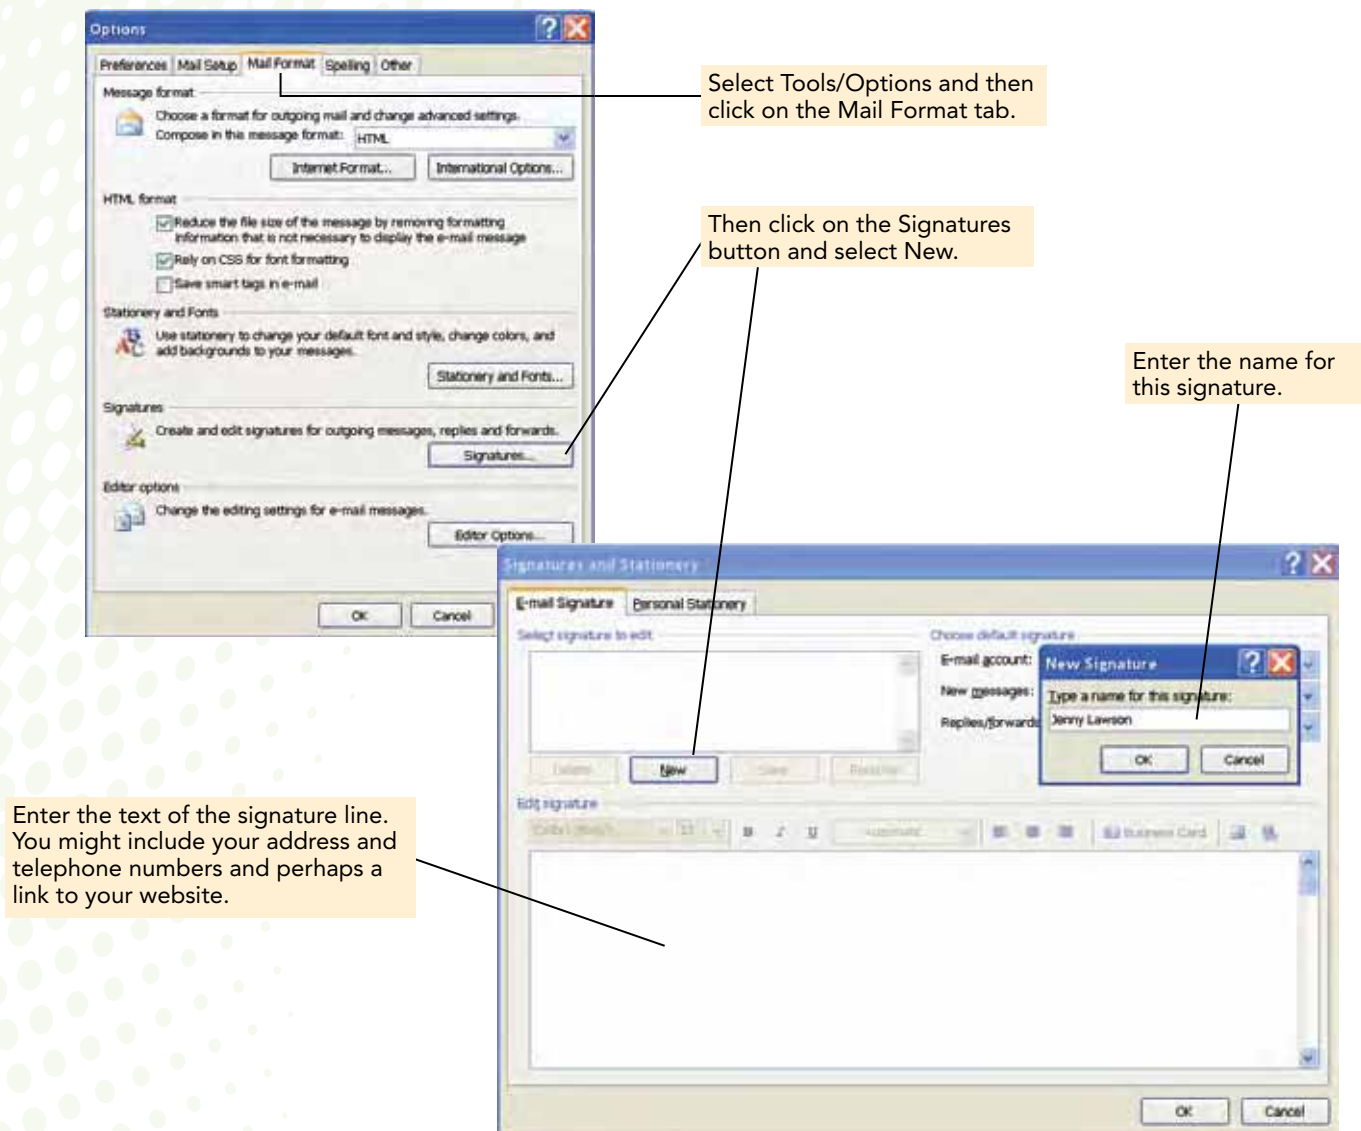 Options
Preferences Mail Setup Mail Format Spelling Other
Select Tools/Options and then
click on the Mail Format tab.
Message format
Choose a format for outgoing mail and change advanced settings.
Compose in this message format: HTML
Internet Format... International Options...
HTML format
Reduce the file size of the message by removing formatting
information that is not necessary to display the e-mail message
Rely on CSS for font formatting
Save smart tags in e-mail
Then click on the Signatures
button and select New.
Stationery and Fonts
Use stationery to change your default font and style, change colors, and
add backgrounds to your messages.
Stationery and Fonts...
Signatures
Create and edit signatures for outgoing messages, replies and forwards.
Signatures...
Editor options
Change the editing settings for e-mail messages.
Editor Options...
OK Cancel
Enter the name for
this signature.
Signatures and Stationery
E-mail Signature Personal Stationery
Select signature to edit
Choose default signature
E-mail account:
New messages:
Replies/forwards
New Signature
Type a name for this signature:
Jenny Lawson
OK Cancel
Delete New Save Rename
Edit signature
B I U Automatic Business Card
Enter the text of the signature line.
You might include your address and
telephone numbers and perhaps a
link to your website.
OK Cancel